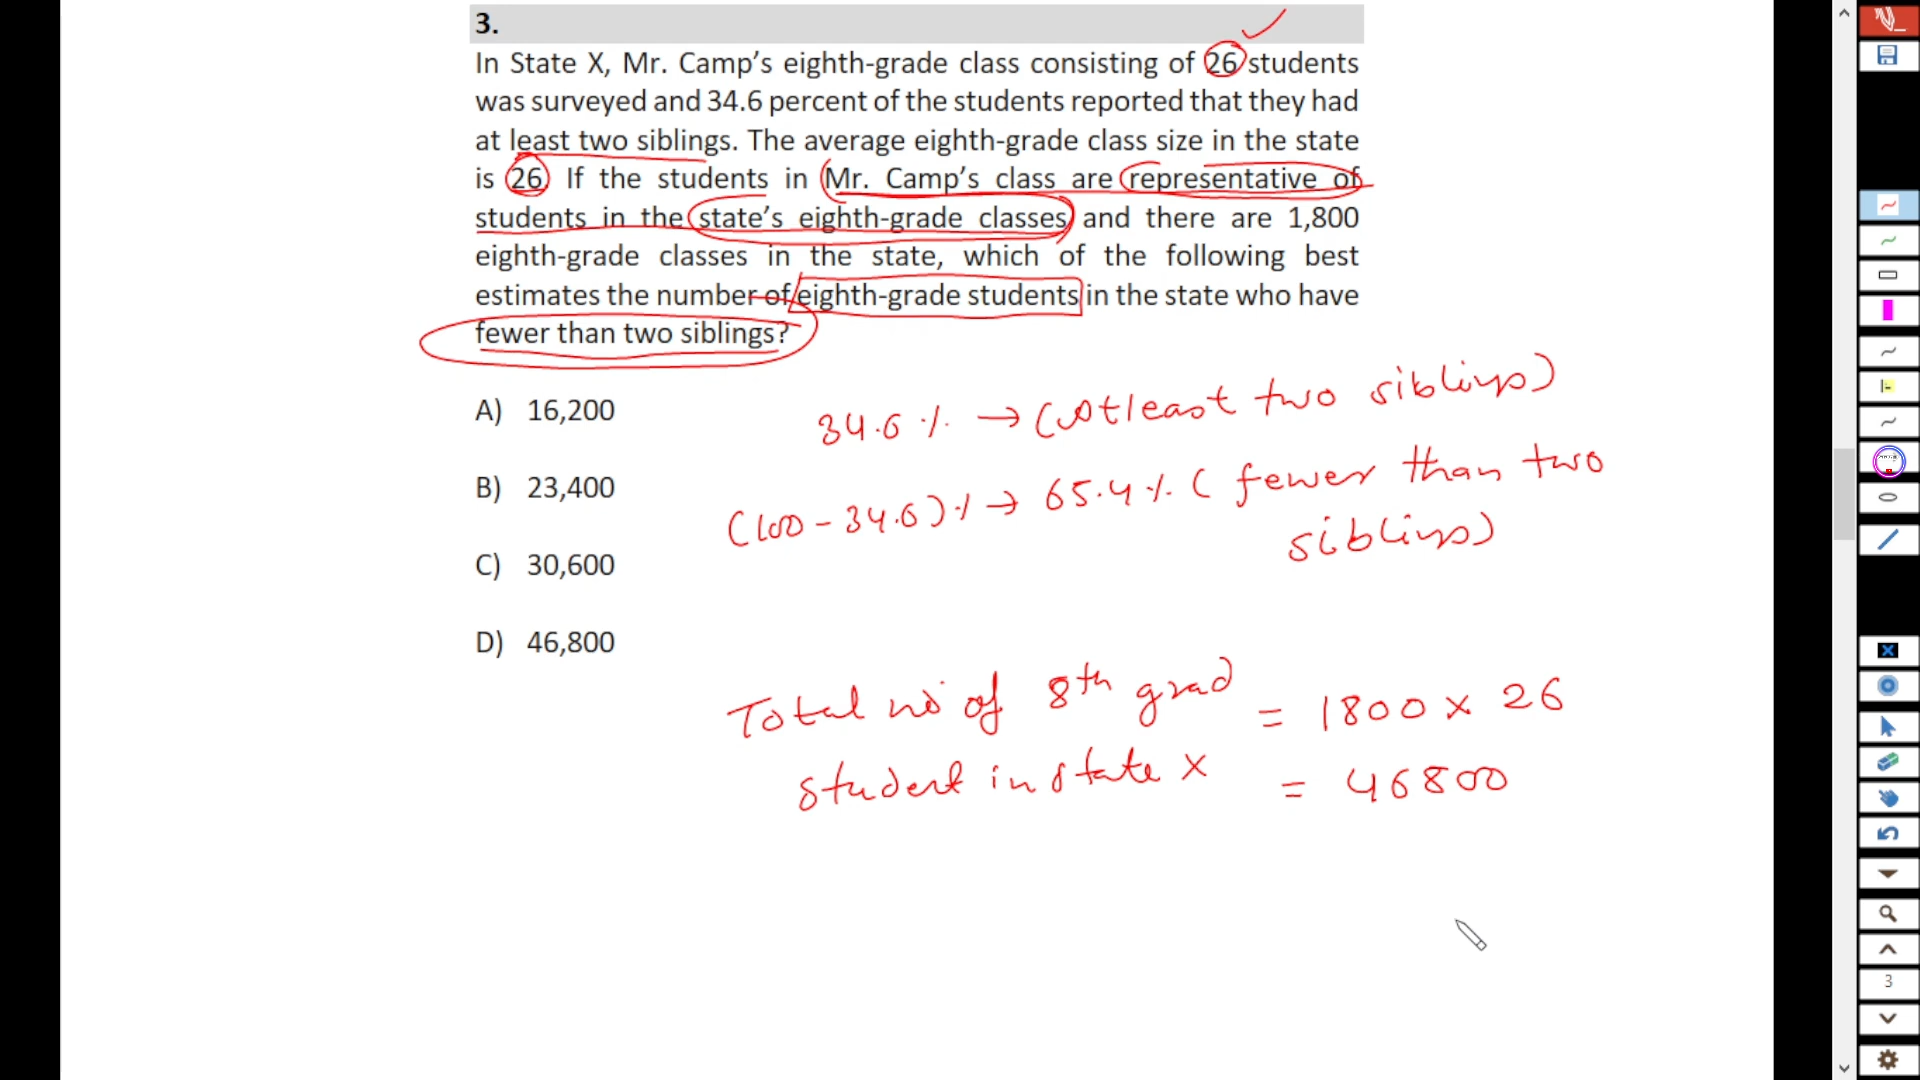 3.
In State X, Mr. Camp's eighth-grade class consisting of 26 students
was surveyed and 34.6 percent of the students reported that they had
at least two siblings. The average eighth-grade class size in the state
is 26. If the students in Mr. Camp's class are representative of
students in the state's eighth-grade classes and there are 1,800
eighth-grade classes in the state, which of the following best
estimates the number of eighth-grade students in the state who have
fewer than two siblings?
A) 16,200
B) 23,400
C) 30,600
D) 46,800
34.6 % → (Atleast two siblings)
(100 - 34.6) % → 65.4 % ( fewer than two
siblings)
Total no of 8th grad = 1800 x 26
student in state x = 46800
3